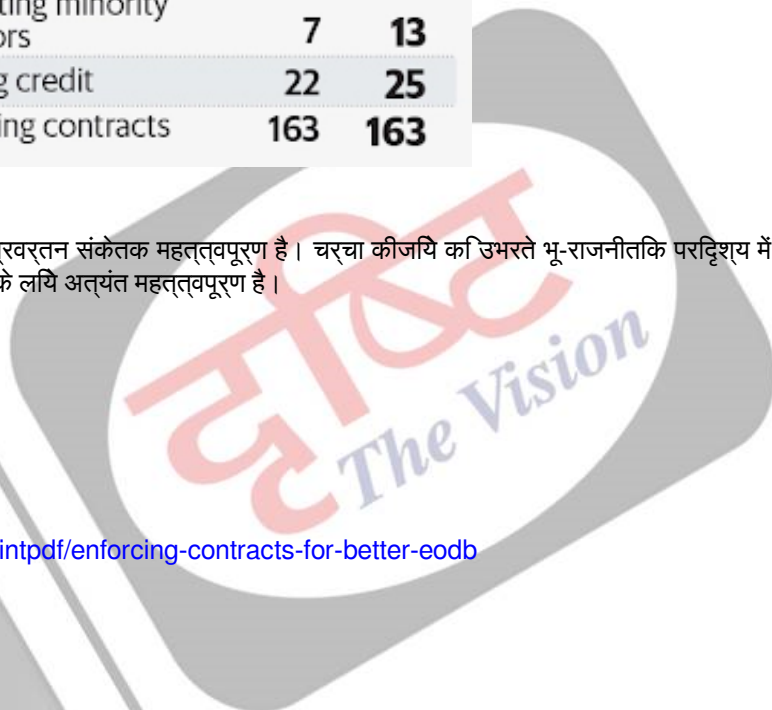 ting minority
ors 7 13
g credit 22 25
ing contracts 163 163
रवर्तन संकेतक महत्त्वपूर्ण है। चर्चा कीजिये कि उभरते भू-राजनीतिक परिदृश्य में
के लिये अत्यंत महत्त्वपूर्ण है।
दृष्टि
The Vision
intpdf/enforcing-contracts-for-better-eodb